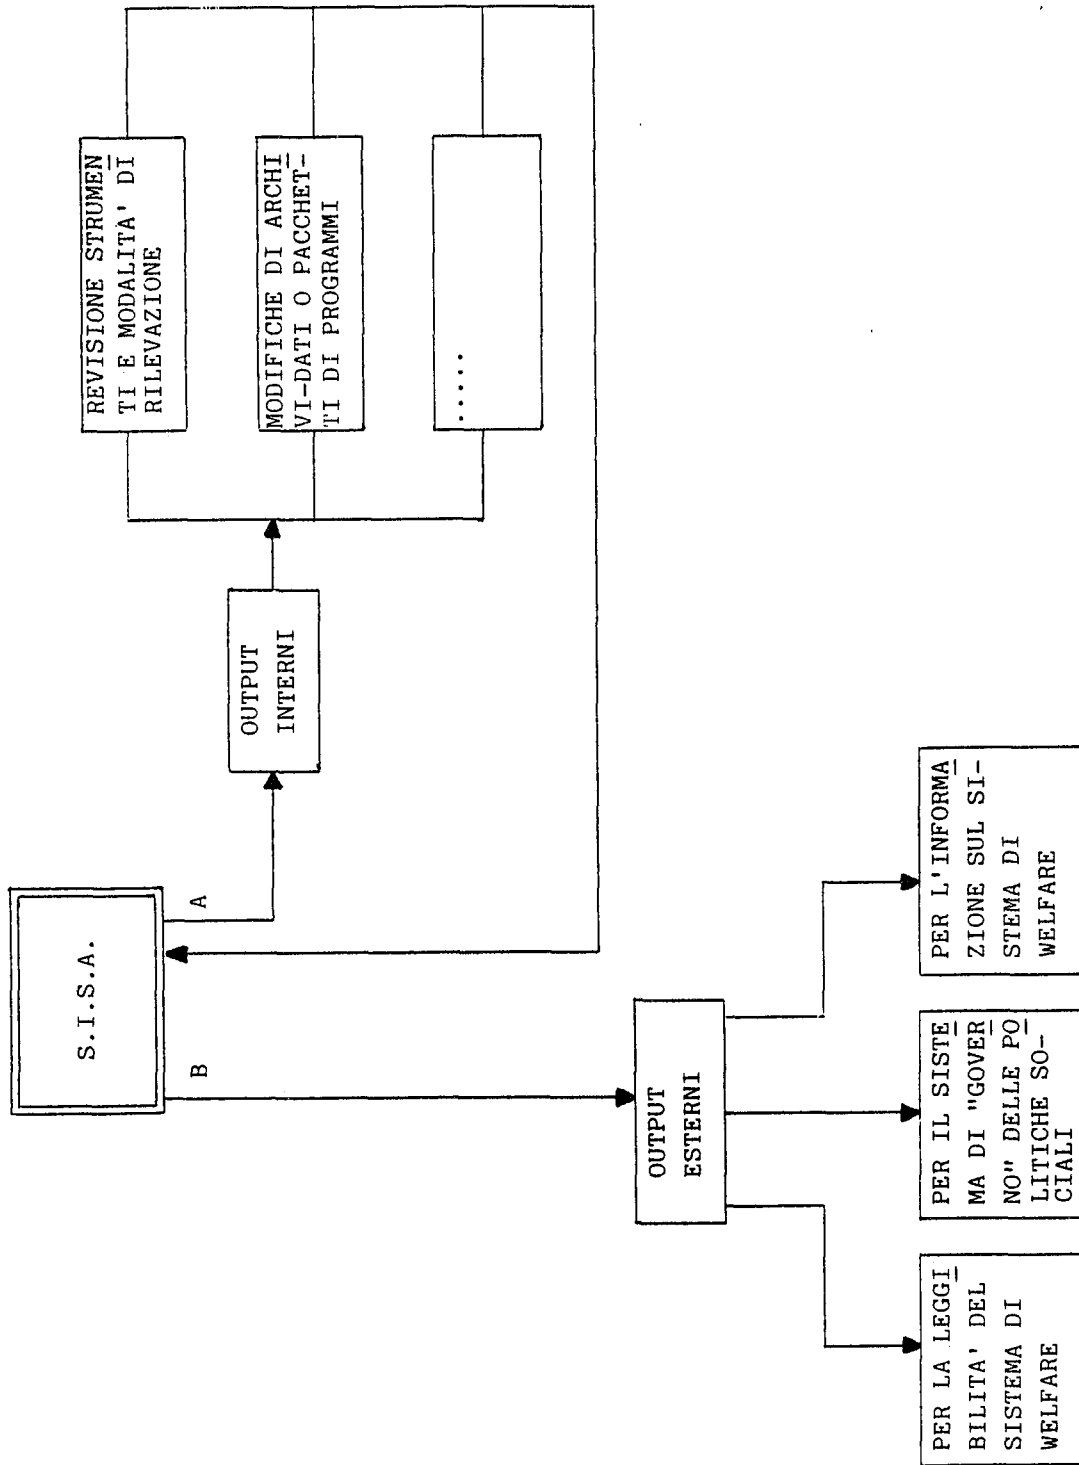 S.I.S.A.
A
B
OUTPUT
INTERNI
REVISIONE STRUMEN
TI E MODALITA' DI
RILEVAZIONE
MODIFICHE DI ARCHI
VI-DATI O PACCHET-
TI DI PROGRAMMI
.....
OUTPUT
ESTERNI
PER LA LEGGI
BILITA' DEL
SISTEMA DI
WELFARE
PER IL SISTE
MA DI "GOVER
NO" DELLE PO
LITICHE SO-
CIALI
PER L'INFORMA
ZIONE SUL SI-
STEMA DI
WELFARE